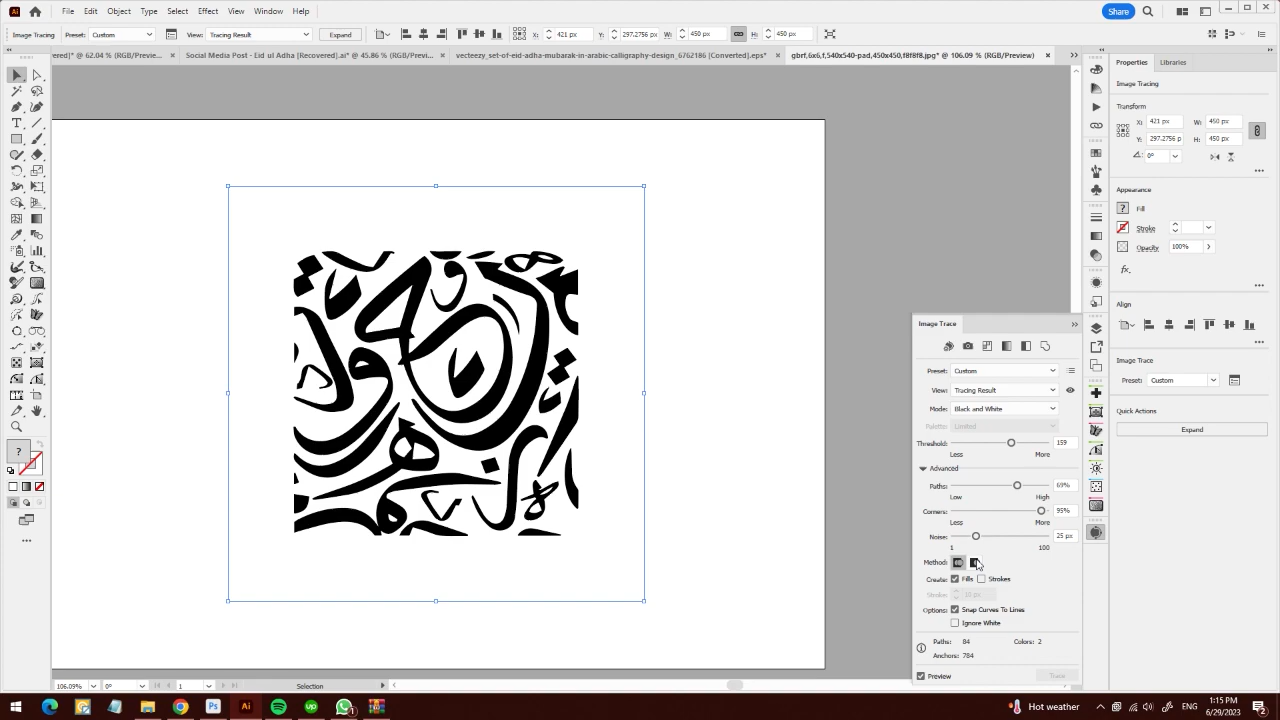 File Edit Object Type Select Effect View Window Help
Share
Image Tracing Preset: Custom View: Tracing Result Expand X: 421 px Y: 297.2756 p W: 450 px H: 450 px
ered]* @ 62.04 % (RGB/Preview... × Social Media Post - Eid ul Adha [Recovered].ai* @ 45.86 % (RGB/Previ... × vecteezy_set-of-eid-adha-mubarak-in-arabic-calligraphy-design_6762186 [Converted].eps* × gbrf,6x6,f,540x540-pad,450x450,f8f8f8.jpg* @ 106.09 % (RGB/Preview) ×
Properties Libraries
Image Tracing
Transform
X: 421 px W: 450 px
Y: 297.2756 p H: 450 px
0°
Appearance
? Fill
Stroke
Opacity 100%
fx.
Align
Image Trace
Preset: Custom
Quick Actions
Expand
Image Trace
Preset: Custom
View: Tracing Result
Mode: Black and White
Palette: Limited
Threshold: 159
Less More
Advanced
Paths: 69%
Low High
Corners: 95%
Less More
Noise: 25 px
1 100
Method:
Create: Fills Strokes
Stroke: 10 px
Options: Snap Curves To Lines
Ignore White
Paths: 84 Colors: 2
Anchors: 784
Preview Trace
106.09% 0° 1 Selection
Hot weather 1:15 PM
6/29/2023